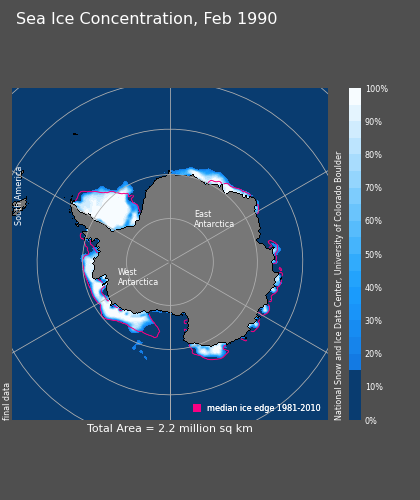 Sea Ice Concentration, Feb 1990
100%
90%
80%
70%
60%
50%
40%
30%
20%
10%
0%
South America
East
Antarctica
West
Antarctica
National Snow and Ice Data Center, University of Colorado Boulder
final data
median ice edge 1981-2010
Total Area = 2.2 million sq km